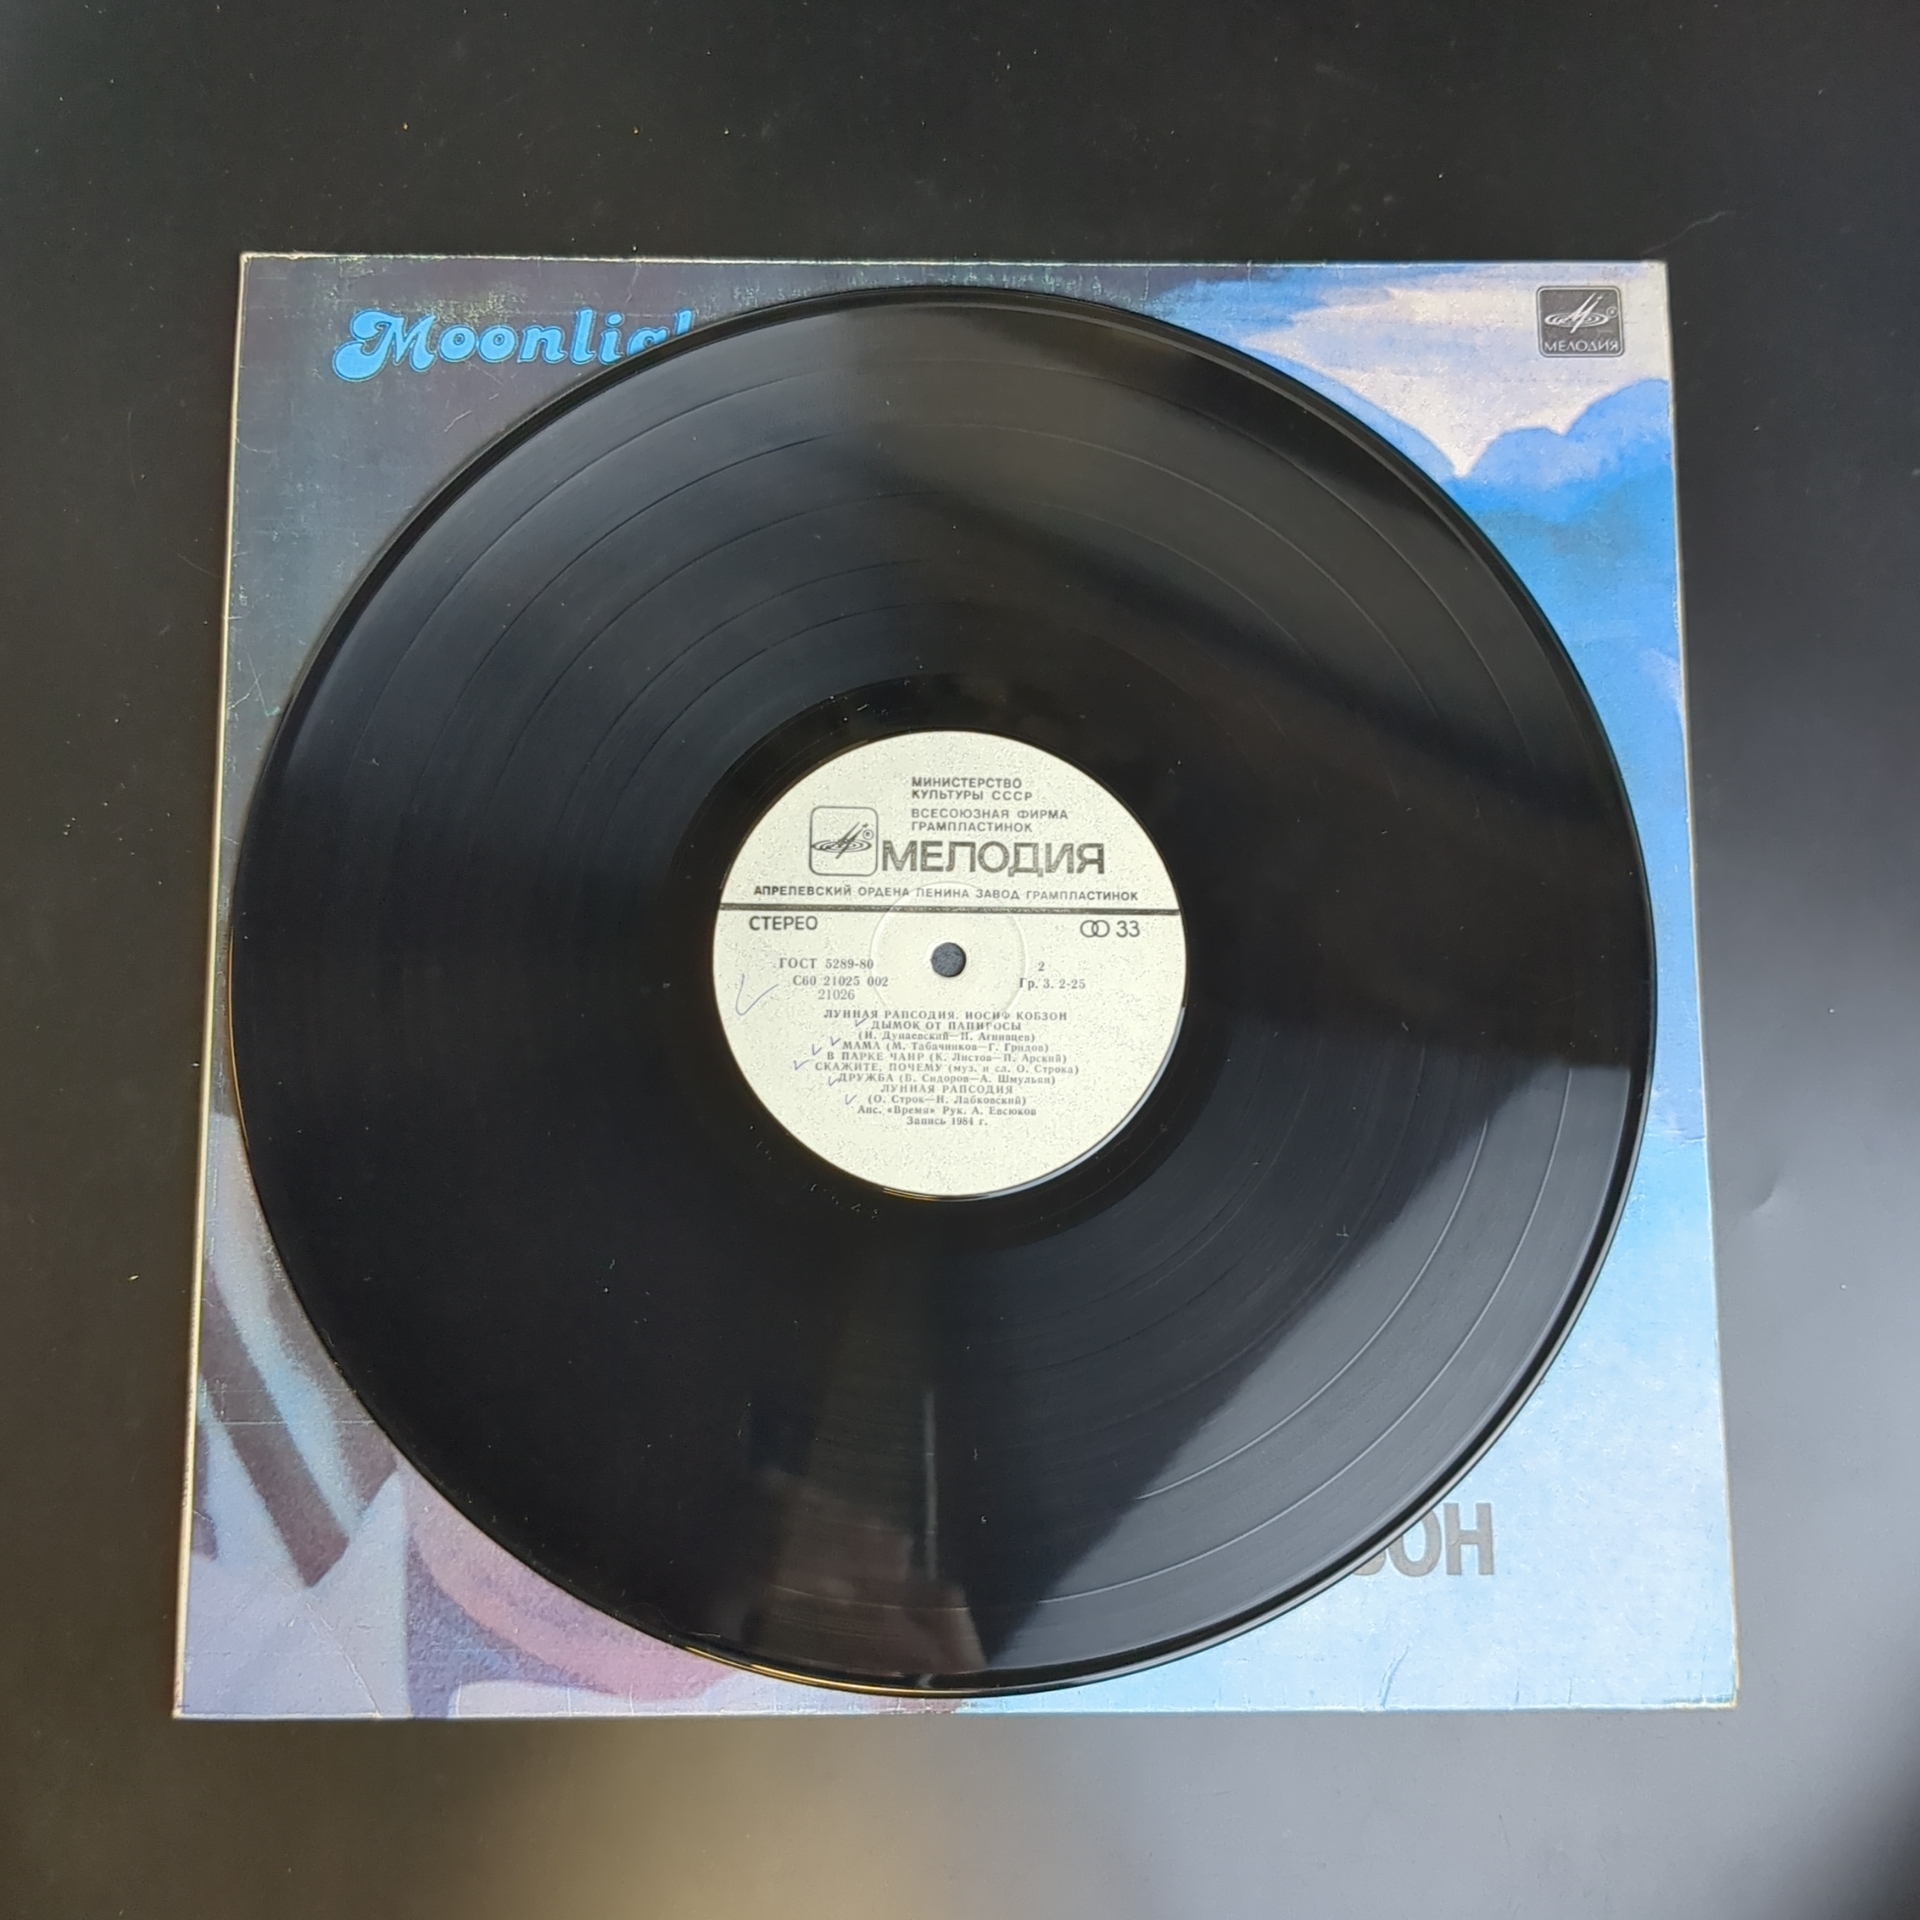 Moonligh
МЕЛОДИЯ
МИНИСТЕРСТВО
КУЛЬТУРЫ СССР
ВСЕСОЮЗНАЯ ФИРМА
ГРАМПЛАСТИНОК
МЕЛОДИЯ
АПРЕЛЕВСКИЙ ОРДЕНА ЛЕНИНА ЗАВОД ГРАМПЛАСТИНОК
СТЕРЕО 33
ГОСТ 5289-80 2
С60 21025 002 Гр. 3. 2-25
21026
ЛУННАЯ РАПСОДИЯ. ИОСИФ КОБЗОН
ДЫМОК ОТ ПАПИРОСЫ
(И. Дунаевский—Н. Агнивцев)
МАМА (М. Табачников—Г. Гридов)
В ПАРКЕ ЧАИР (К. Листов—П. Арский)
СКАЖИТЕ, ПОЧЕМУ (муз. и сл. О. Строка)
ДРУЖБА (В. Сидоров—А. Шмульян)
ЛУННАЯ РАПСОДИЯ
(О. Строк—Н. Лабковский)
Анс. «Время» Рук. А. Евсюков
Запись 1984 г.
ЗОН